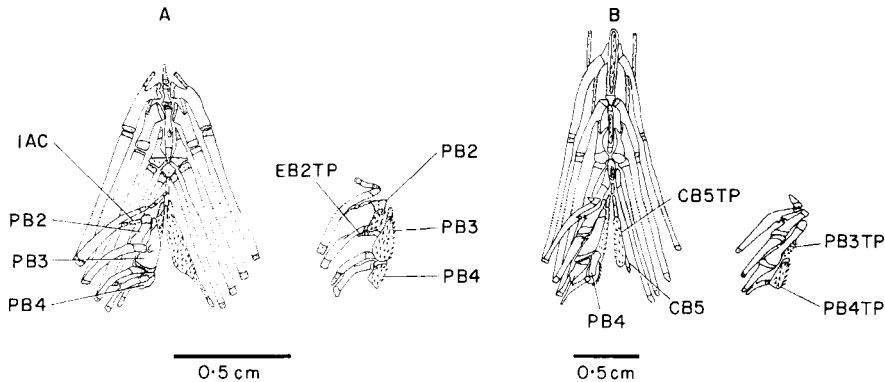 A
B
IAC
PB2
PB3
PB4
EB2TP
PB2
PB3
PB4
0·5 cm
CB5TP
CB5
PB4
PB3TP
PB4TP
0·5 cm